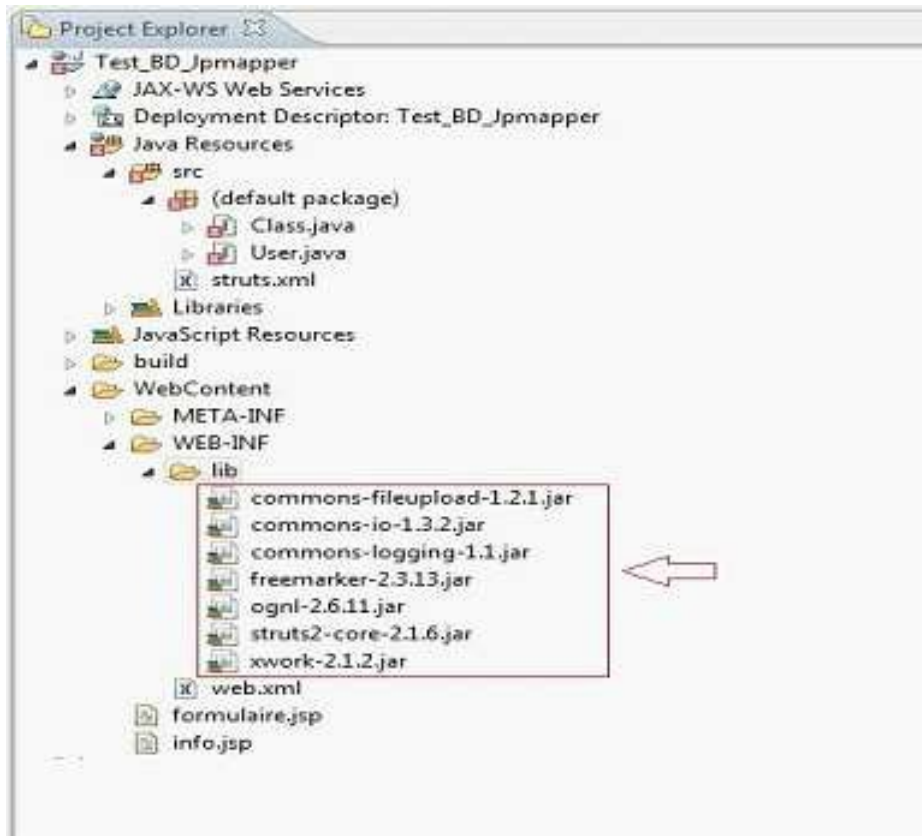 Project Explorer
Test_BD_Jpmapper
JAX-WS Web Services
Deployment Descriptor: Test_BD_Jpmapper
Java Resources
src
(default package)
Class.java
User.java
struts.xml
Libraries
JavaScript Resources
build
WebContent
META-INF
WEB-INF
lib
commons-fileupload-1.2.1.jar
commons-io-1.3.2.jar
commons-logging-1.1.jar
freemarker-2.3.13.jar
ognl-2.6.11.jar
struts2-core-2.1.6.jar
xwork-2.1.2.jar
web.xml
formulaire.jsp
info.jsp